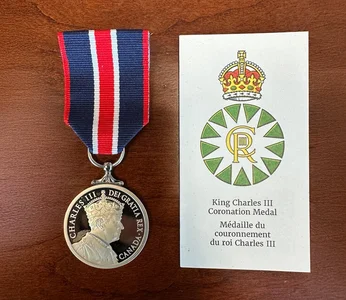 CHARLES III DEI GRATIA REX CANADA
King Charles III
Coronation Medal
Médaille du
couronnement
du roi Charles III